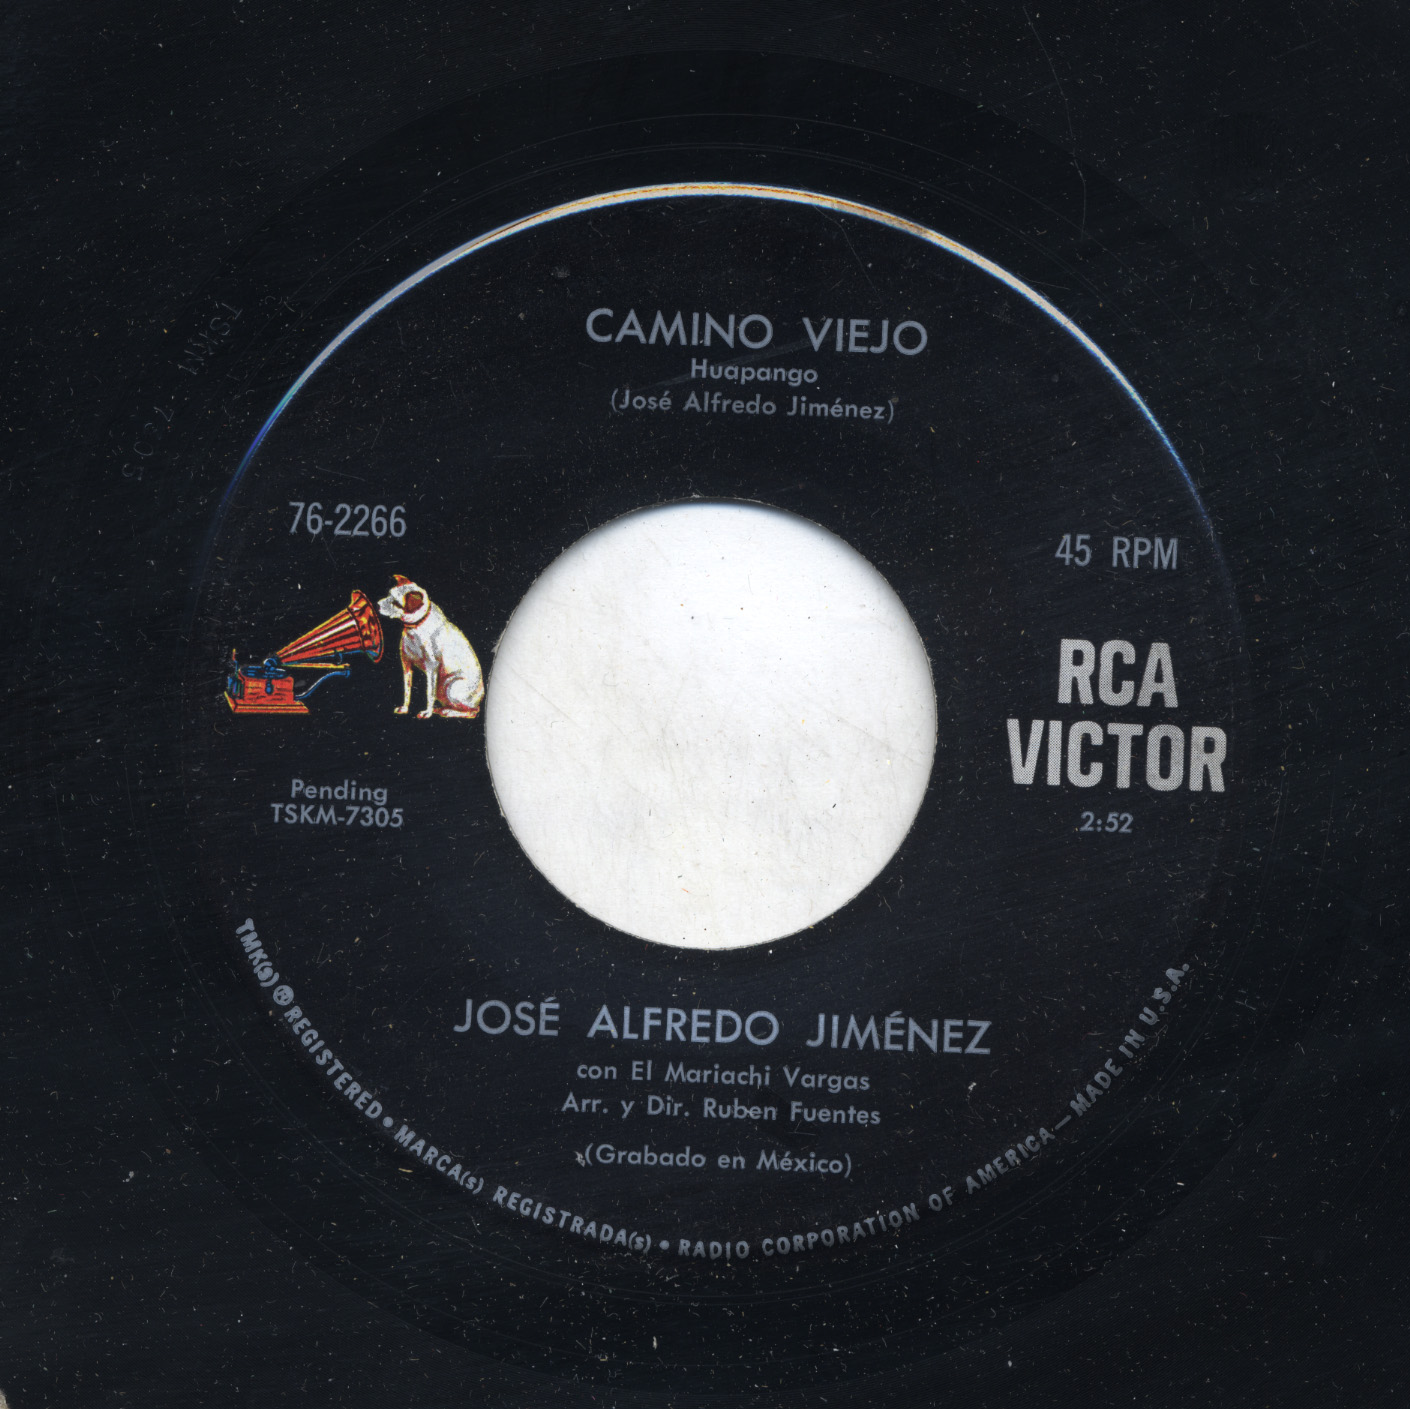 CAMINO VIEJO
Huapango
(José Alfredo Jiménez)
76-2266
45 RPM
RCA
VICTOR
Pending
TSKM-7305
2:52
JOSÉ ALFREDO JIMÉNEZ
con El Mariachi Vargas
Arr. y Dir. Ruben Fuentes
(Grabado en México)
TMK(s) ® REGISTERED • MARCA(s) REGISTRADA(s) • RADIO CORPORATION OF AMERICA—MADE IN U.S.A.